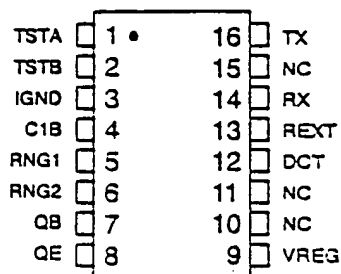 TSTA 1 16 TX
TSTB 2 15 NC
IGND 3 14 RX
C1B 4 13 REXT
RNG1 5 12 DCT
RNG2 6 11 NC
QB 7 10 NC
QE 8 9 VREG